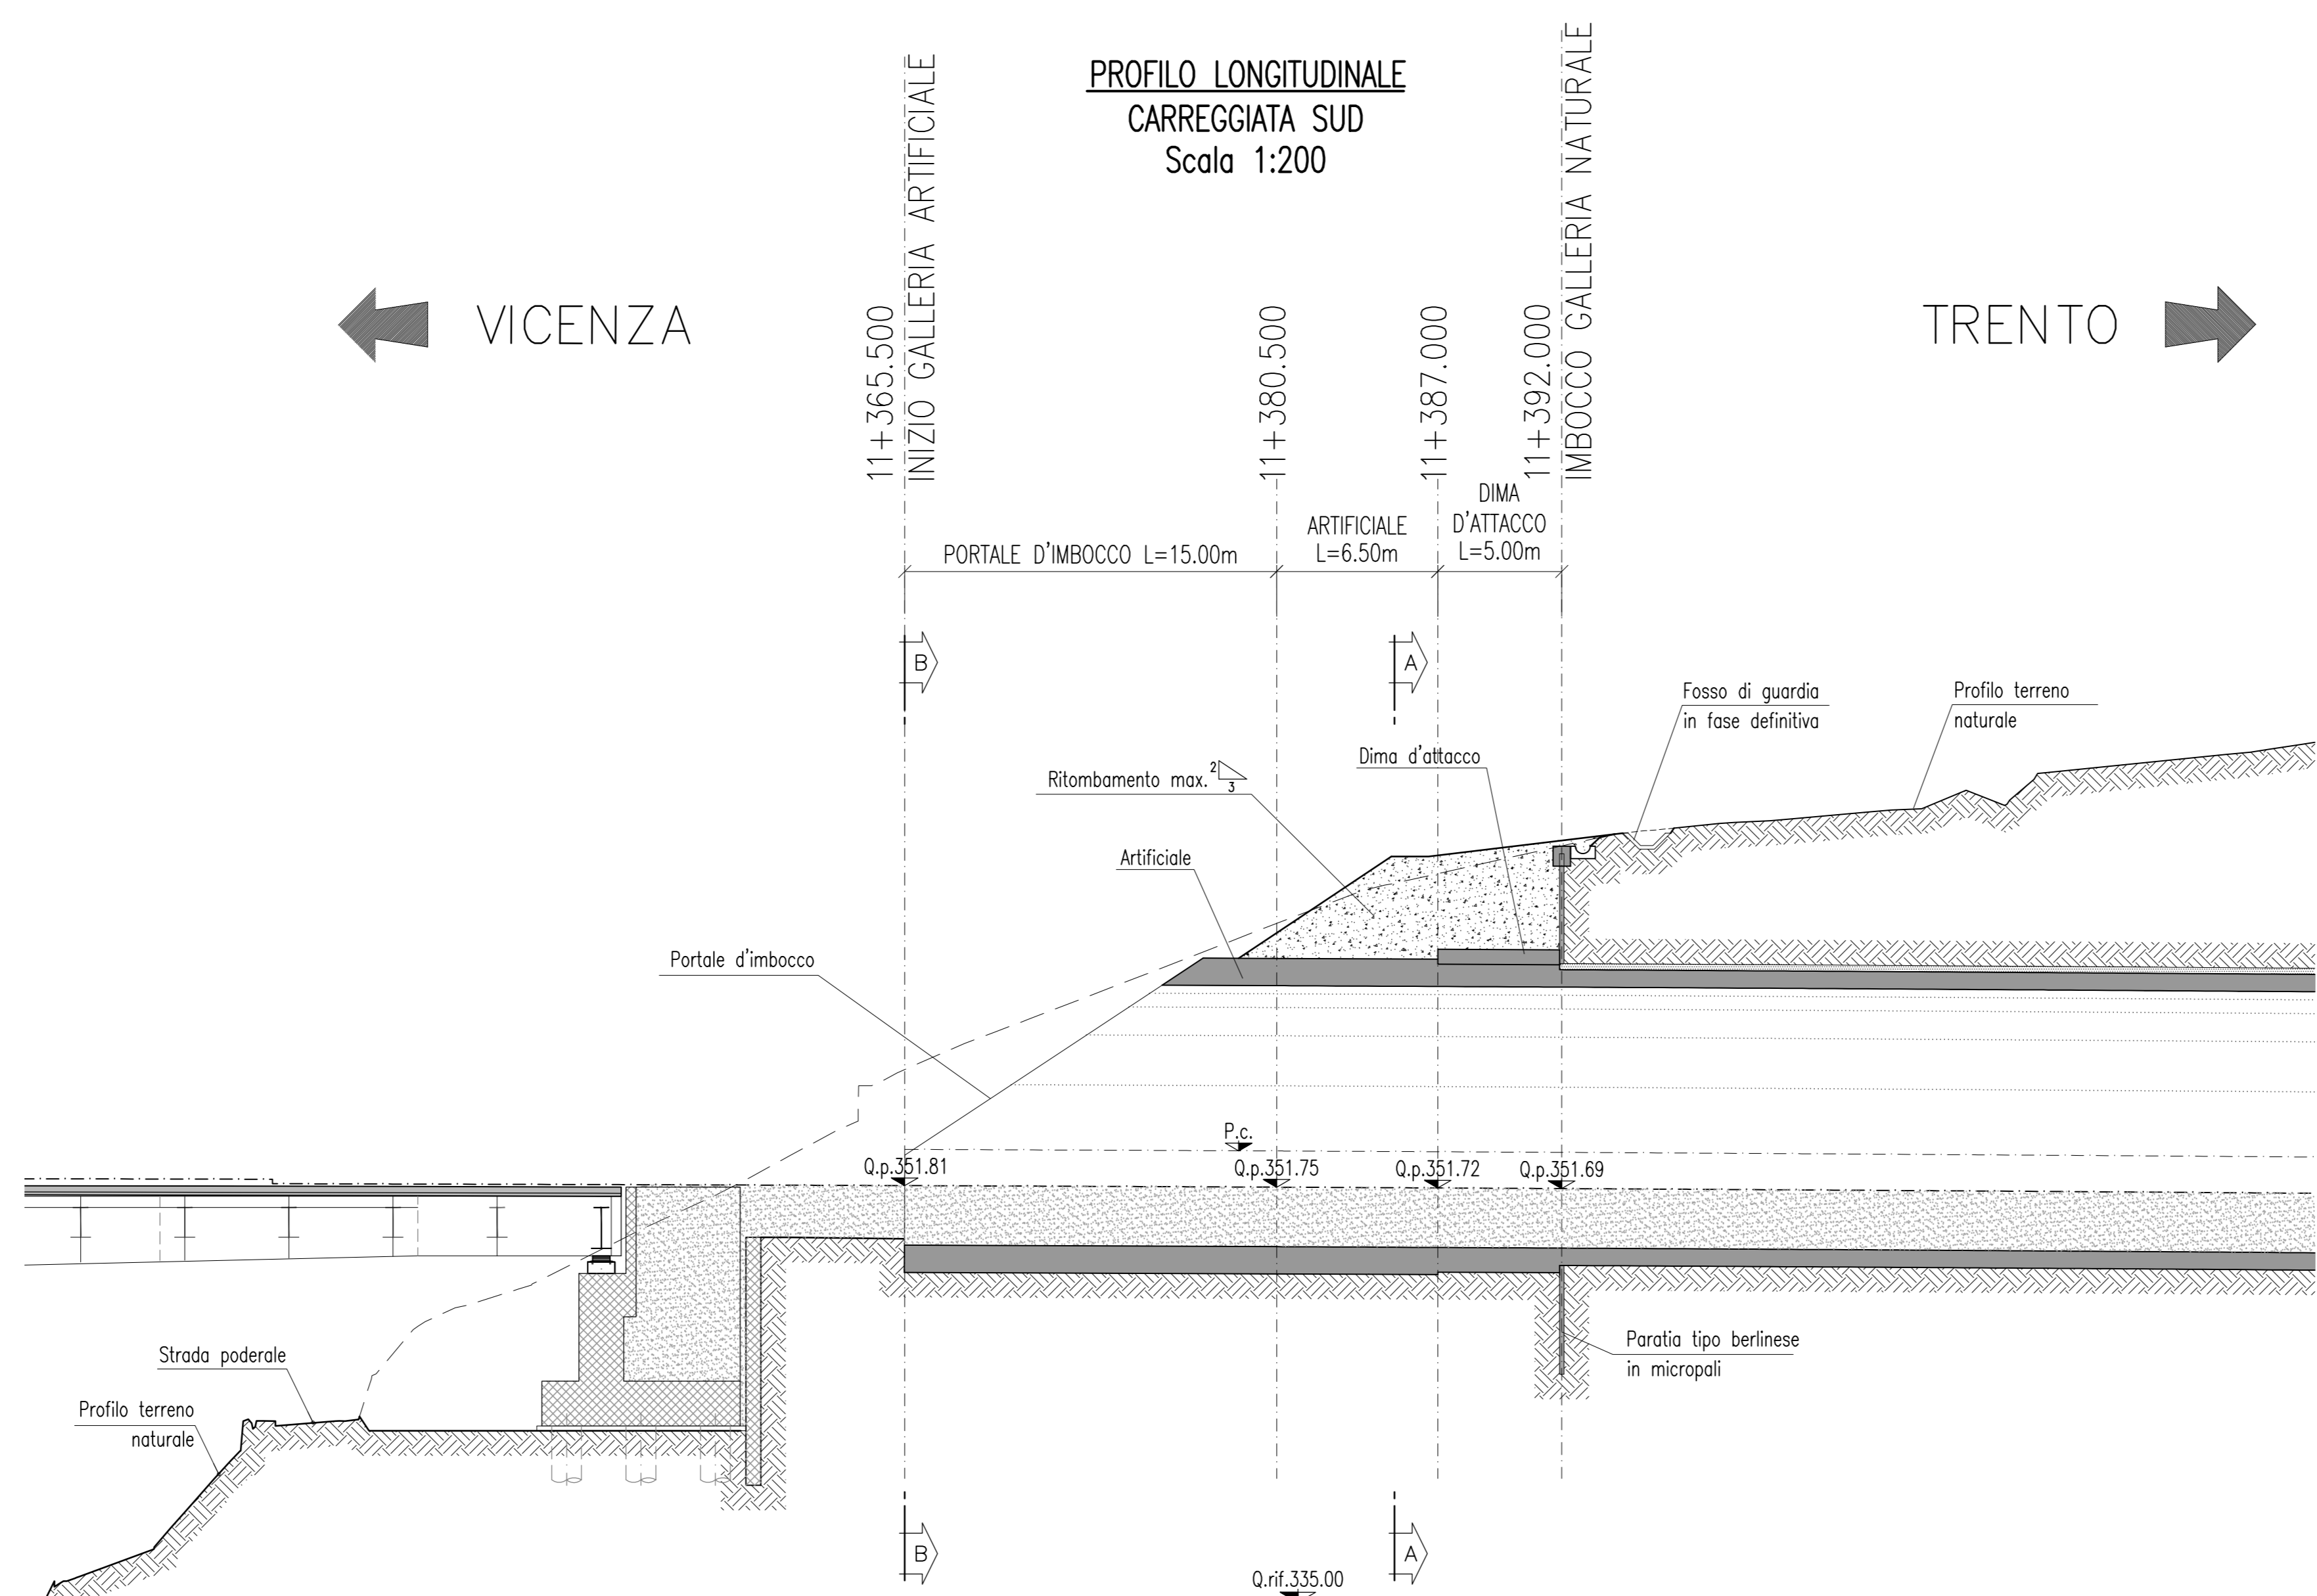 PROFILO LONGITUDINALE
CARREGGIATA SUD
Scala 1:200
VICENZA
TRENTO
11+365.500
INIZIO GALLERIA ARTIFICIALE
11+380.500
11+387.000
11+392.000
IMBOCCO GALLERIA NATURALE
PORTALE D'IMBOCCO L=15.00m
ARTIFICIALE
L=6.50m
DIMA
D'ATTACCO
L=5.00m
B
A
Fosso di guardia
in fase definitiva
Profilo terreno
naturale
Dima d'attacco
Ritombamento max. 2
3
Artificiale
Portale d'imbocco
P.c.
Q.p.351.81
Q.p.351.75
Q.p.351.72
Q.p.351.69
Strada poderale
Paratia tipo berlinese
in micropali
Profilo terreno
naturale
B
A
Q.rif.335.00